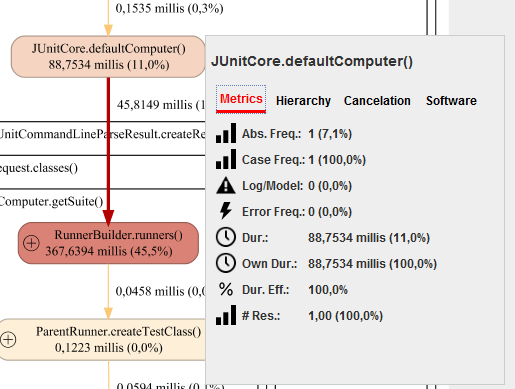 0,1535 millis (0,3%)
JUnitCore.defaultComputer()
88,7534 millis (11,0%)
45,8149 millis (1
UnitCommandLineParseResult.createRe
equest.classes()
Computer.getSuite()
RunnerBuilder.runners()
367,6394 millis (45,5%)
0,0458 millis (0,0
ParentRunner.createTestClass()
0,1223 millis (0,0%)
0,0594 millis (0,0%)
JUnitCore.defaultComputer()
Metrics Hierarchy Cancelation Software
Abs. Freq.: 1 (7,1%)
Case Freq.: 1 (100,0%)
Log/Model: 0 (0,0%)
Error Freq.: 0 (0,0%)
Dur.: 88,7534 millis (11,0%)
Own Dur.: 88,7534 millis (100,0%)
% Dur. Eff.: 100,0%
# Res.: 1,00 (100,0%)